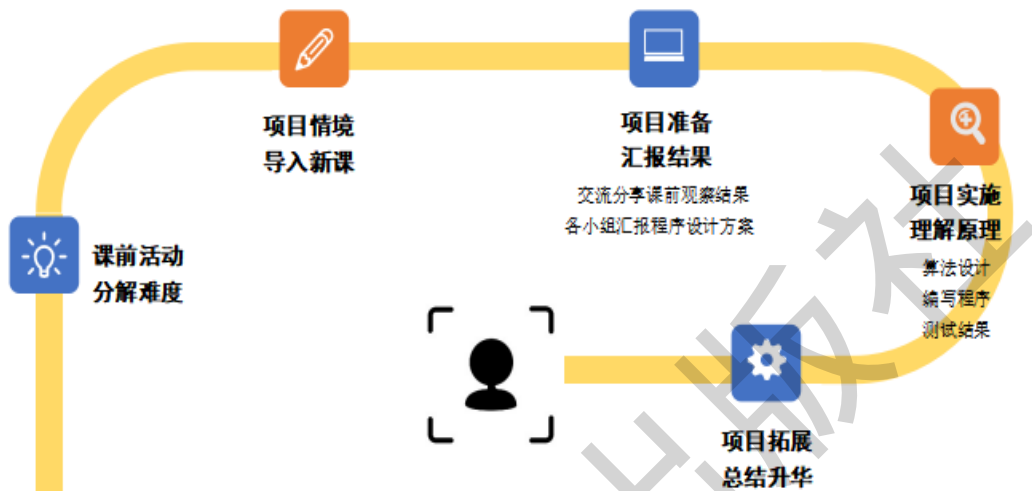 课前活动
分解难度
项目情境
导入新课
项目准备
汇报结果
交流分享课前观察结果
各小组汇报程序设计方案
项目实施
理解原理
算法设计
编写程序
测试结果
项目拓展
总结升华
出版社